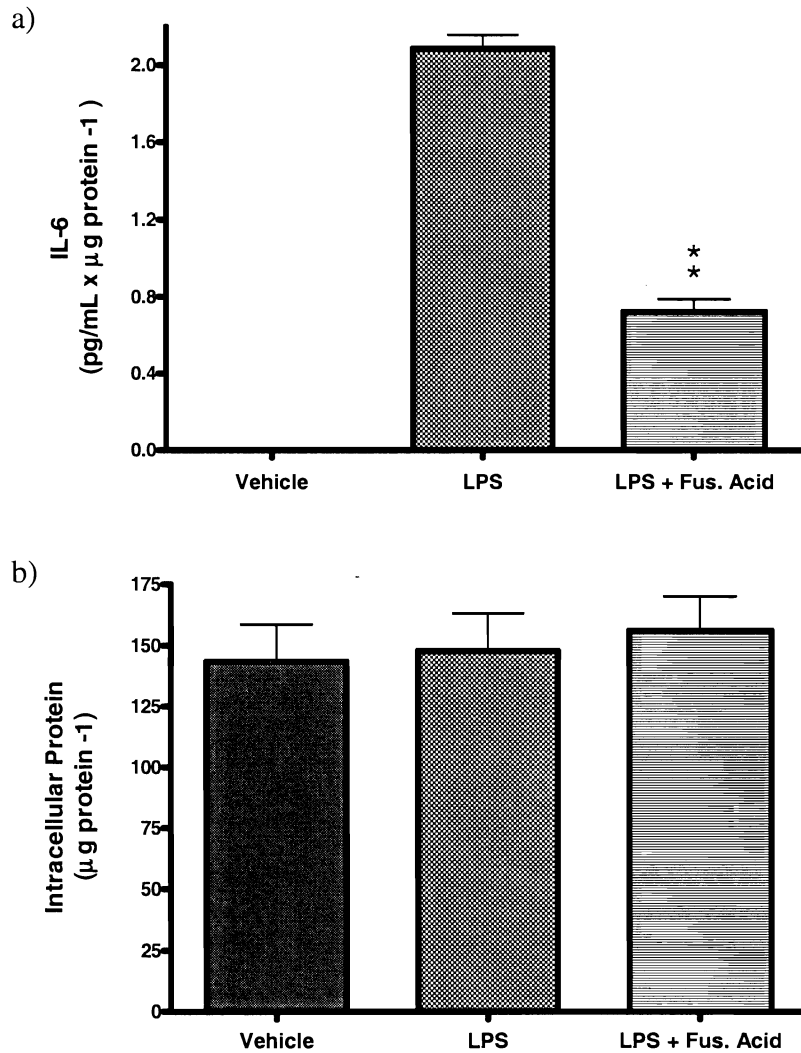 a)
IL-6
(pg/mL x μg protein -1)
2.0
1.6
1.2
0.8
0.4
0.0
*
*
Vehicle LPS LPS + Fus. Acid
b)
Intracellular Protein
(μg protein -1)
175
150
125
100
75
50
25
0
Vehicle LPS LPS + Fus. Acid